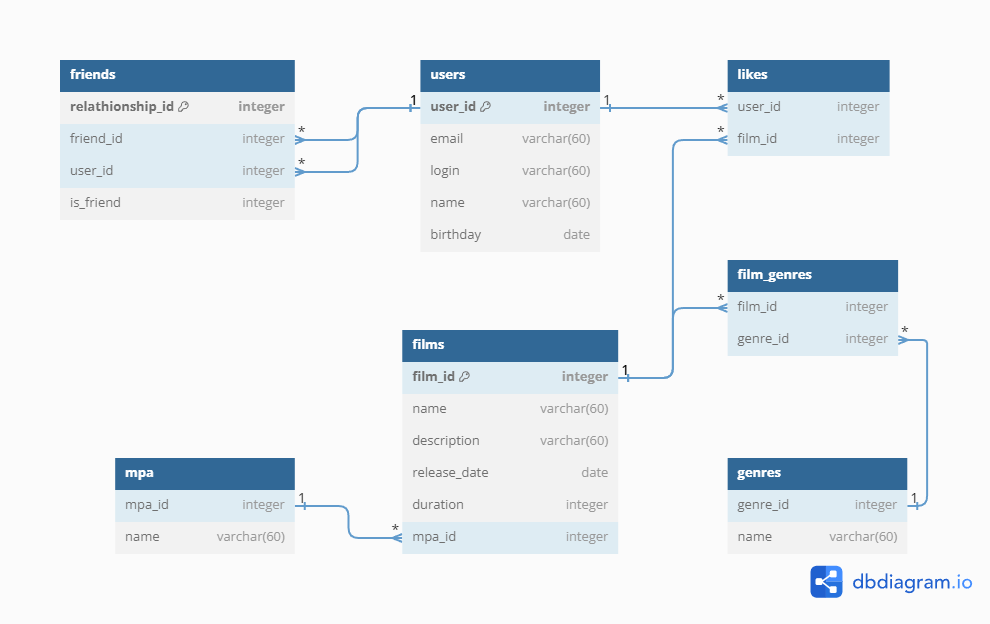 friends
relathionship_id integer
friend_id integer
user_id integer
is_friend integer
users
user_id integer
email varchar(60)
login varchar(60)
name varchar(60)
birthday date
likes
user_id integer
film_id integer
film_genres
film_id integer
genre_id integer
films
film_id integer
name varchar(60)
description varchar(60)
release_date date
duration integer
mpa_id integer
mpa
mpa_id integer
name varchar(60)
genres
genre_id integer
name varchar(60)
1
*
*
1
*
*
1
*
*
1
1
*
dbdiagram.io